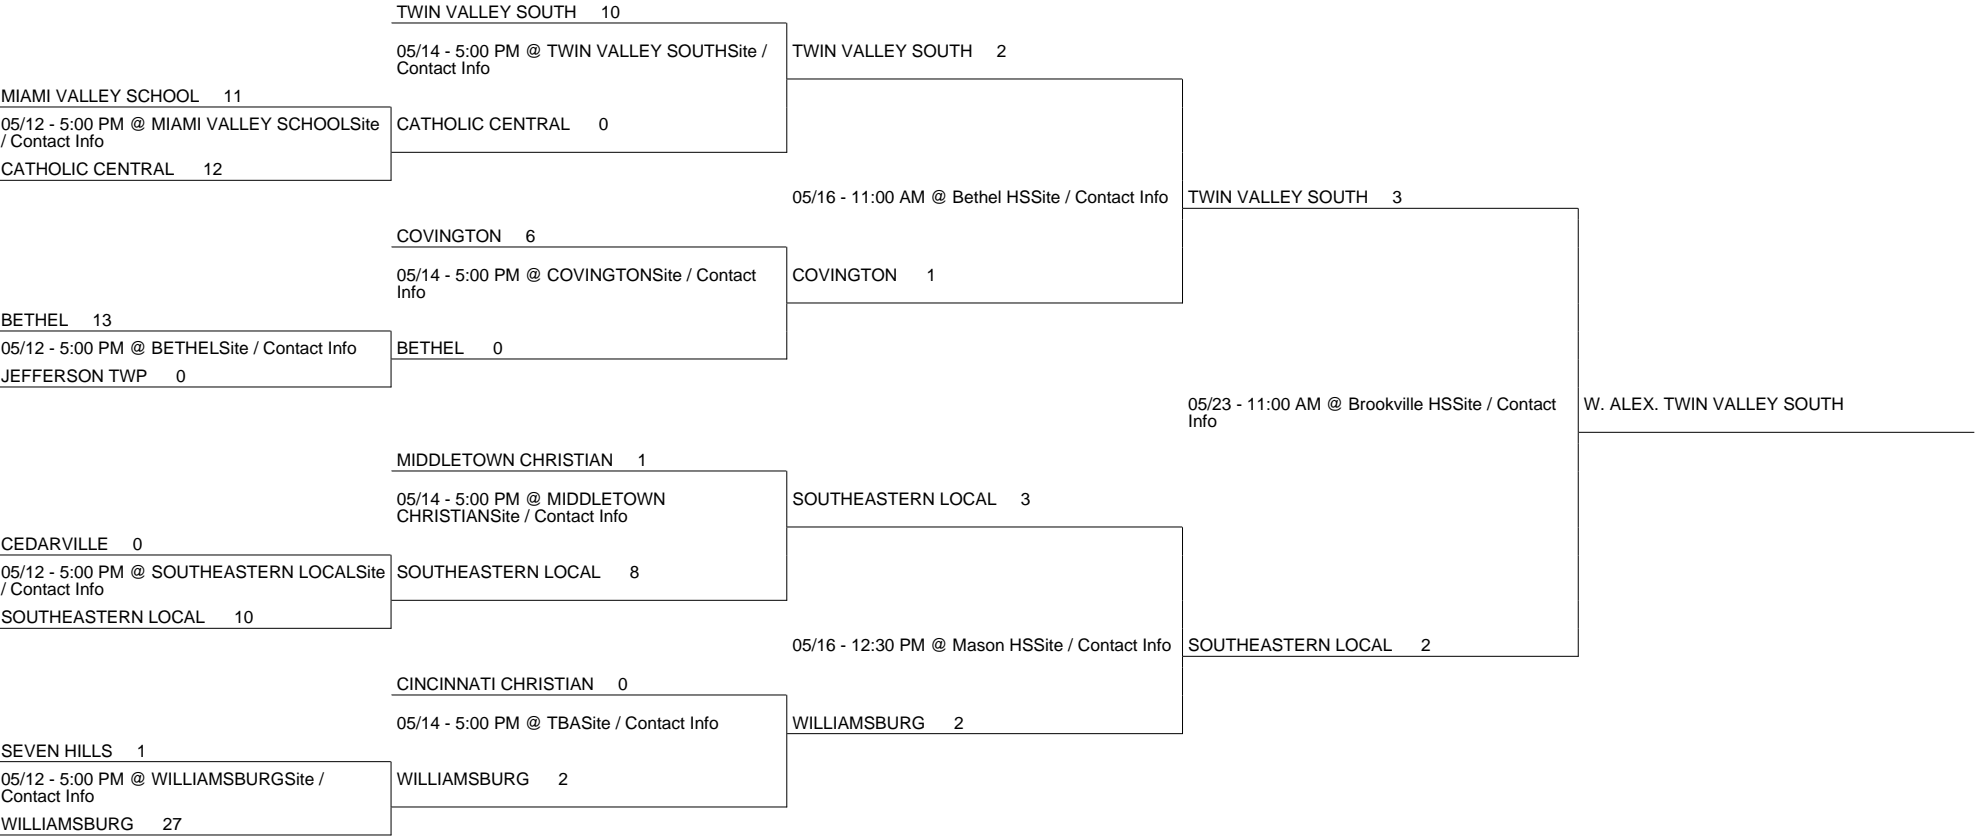 TWIN VALLEY SOUTH 10
05/14 - 5:00 PM @ TWIN VALLEY SOUTHSite /
Contact Info
TWIN VALLEY SOUTH 2
MIAMI VALLEY SCHOOL 11
05/12 - 5:00 PM @ MIAMI VALLEY SCHOOLSite
/ Contact Info
CATHOLIC CENTRAL 0
CATHOLIC CENTRAL 12
05/16 - 11:00 AM @ Bethel HSSite / Contact Info
TWIN VALLEY SOUTH 3
COVINGTON 6
05/14 - 5:00 PM @ COVINGTONSite / Contact
Info
COVINGTON 1
BETHEL 13
05/12 - 5:00 PM @ BETHELSite / Contact Info
BETHEL 0
JEFFERSON TWP 0
05/23 - 11:00 AM @ Brookville HSSite / Contact
Info
W. ALEX. TWIN VALLEY SOUTH
MIDDLETOWN CHRISTIAN 1
05/14 - 5:00 PM @ MIDDLETOWN
CHRISTIANSite / Contact Info
SOUTHEASTERN LOCAL 3
CEDARVILLE 0
05/12 - 5:00 PM @ SOUTHEASTERN LOCALSite
/ Contact Info
SOUTHEASTERN LOCAL 8
SOUTHEASTERN LOCAL 10
05/16 - 12:30 PM @ Mason HSSite / Contact Info
SOUTHEASTERN LOCAL 2
CINCINNATI CHRISTIAN 0
05/14 - 5:00 PM @ TBASite / Contact Info
WILLIAMSBURG 2
SEVEN HILLS 1
05/12 - 5:00 PM @ WILLIAMSBURGSite /
Contact Info
WILLIAMSBURG 2
WILLIAMSBURG 27